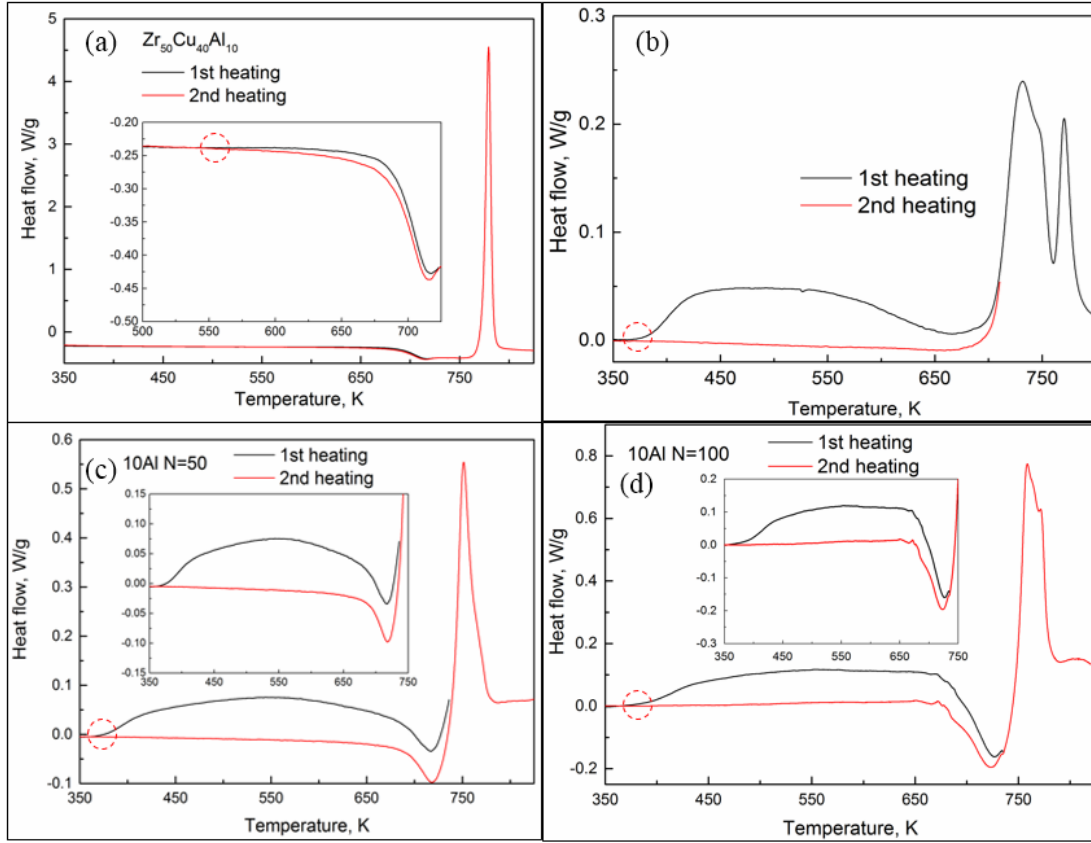 (a) Zr50Cu40Al10
1st heating
2nd heating
Heat flow, W/g
5
4
3
2
1
0
-0.20
-0.25
-0.30
-0.35
-0.40
-0.45
-0.50
500 550 600 650 700
350 450 550 650 750
Temperature, K
(b)
1st heating
2nd heating
Heat flow, W/g
0.3
0.2
0.1
0.0
350 450 550 650 750
Temperature, K
(c) 10Al N=50
1st heating
2nd heating
Heat flow, W/g
0.6
0.5
0.4
0.3
0.2
0.1
0.0
-0.1
0.15
0.10
0.05
0.00
-0.05
-0.10
-0.15
350 450 550 650 750
350 450 550 650 750
Temperature, K
(d) 10Al N=100
1st heating
2nd heating
Heat flow, W/g
0.8
0.6
0.4
0.2
0.0
-0.2
0.2
0.1
0.0
-0.1
-0.2
-0.3
350 450 550 650 750
350 450 550 650 750
Temperature, K